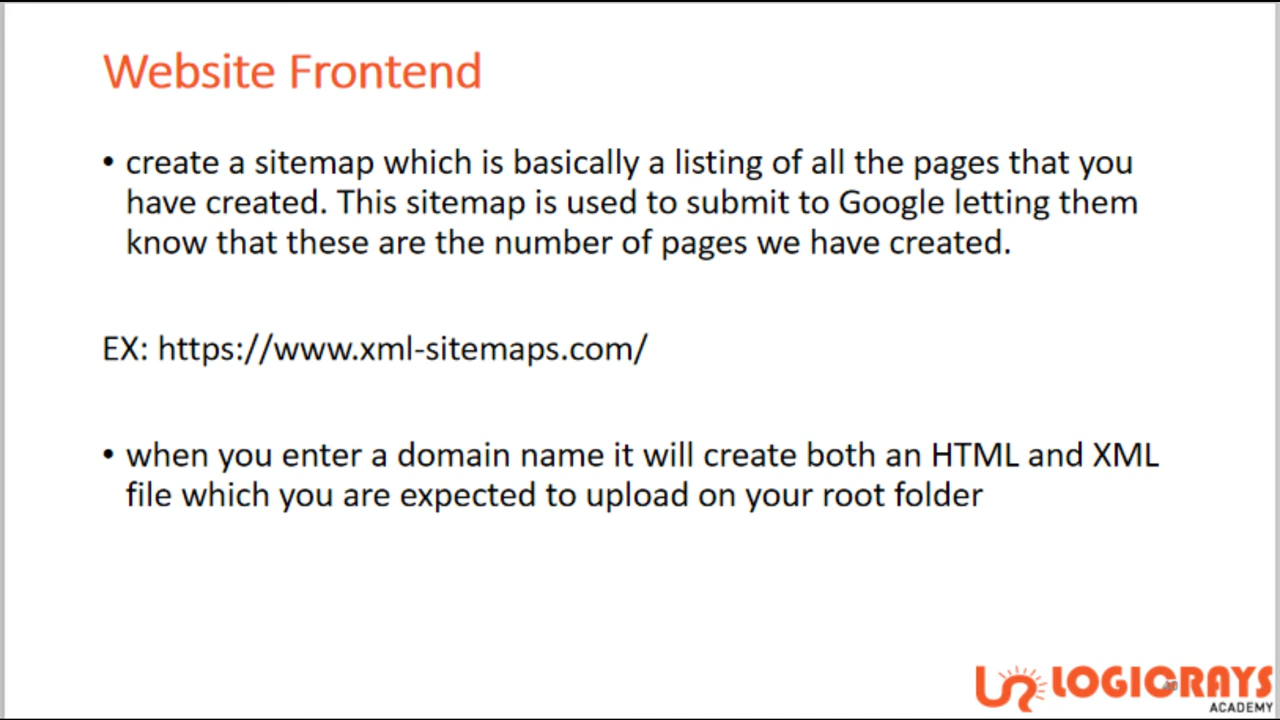 Website Frontend
• create a sitemap which is basically a listing of all the pages that you
have created. This sitemap is used to submit to Google letting them
know that these are the number of pages we have created.
EX: https://www.xml-sitemaps.com/
• when you enter a domain name it will create both an HTML and XML
file which you are expected to upload on your root folder
LOGICRAYS
ACADEMY